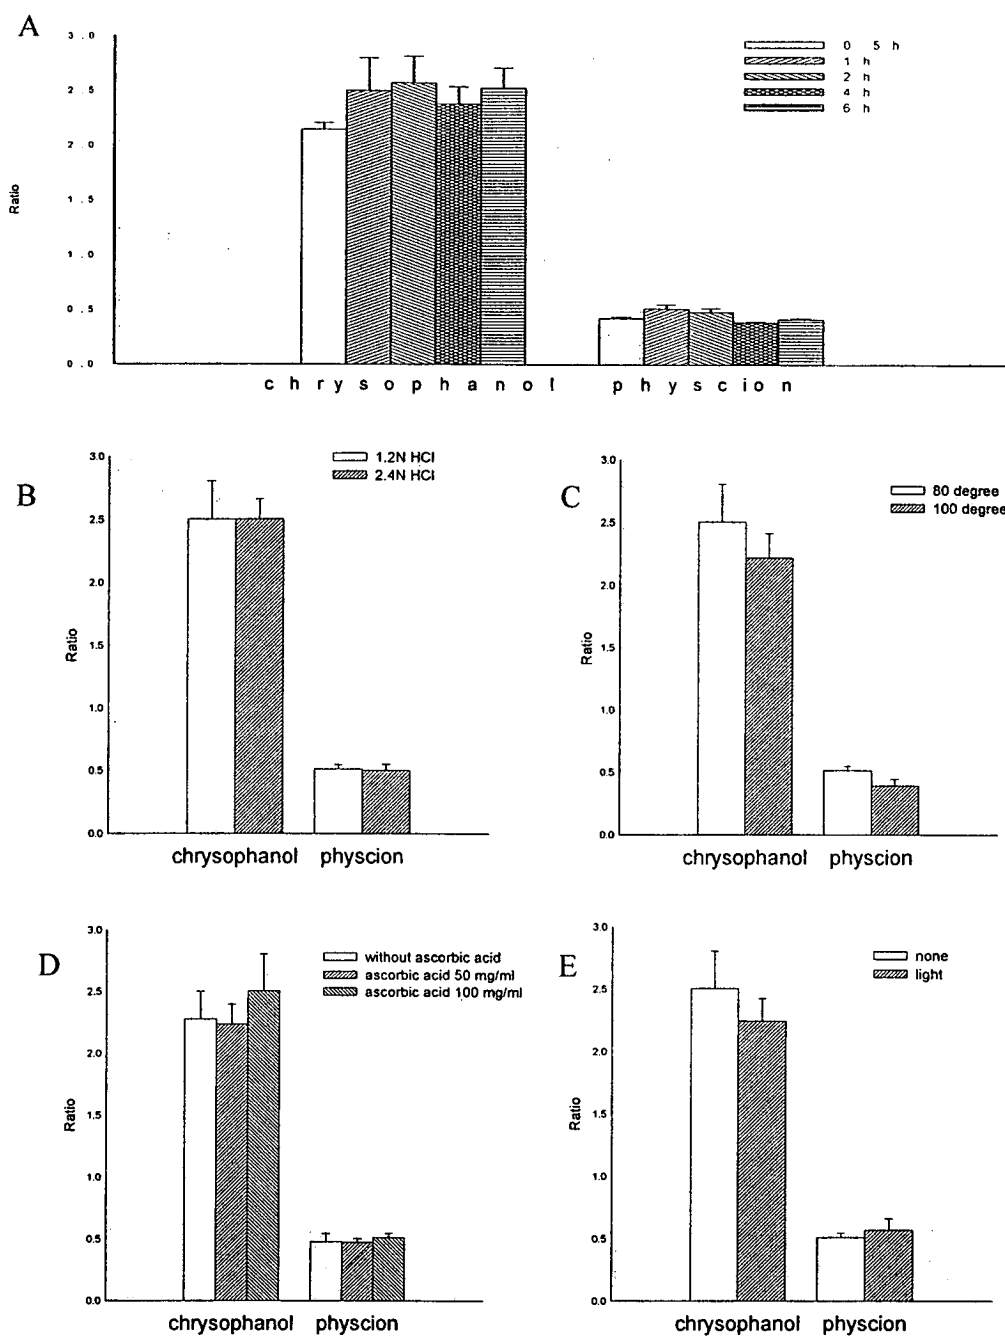 A
3.0
2.5
2.0
1.5
1.0
0.5
0.0
Ratio
0 5 h
1 h
2 h
4 h
6 h
chrysophanol physcion
B
3.0
2.5
2.0
1.5
1.0
0.5
0.0
Ratio
1.2N HCl
2.4N HCl
chrysophanol physcion
C
3.0
2.5
2.0
1.5
1.0
0.5
0.0
Ratio
80 degree
100 degree
chrysophanol physcion
D
3.0
2.5
2.0
1.5
1.0
0.5
0.0
Ratio
without ascorbic acid
ascorbic acid 50 mg/ml
ascorbic acid 100 mg/ml
chrysophanol physcion
E
3.0
2.5
2.0
1.5
1.0
0.5
0.0
Ratio
none
light
chrysophanol physcion